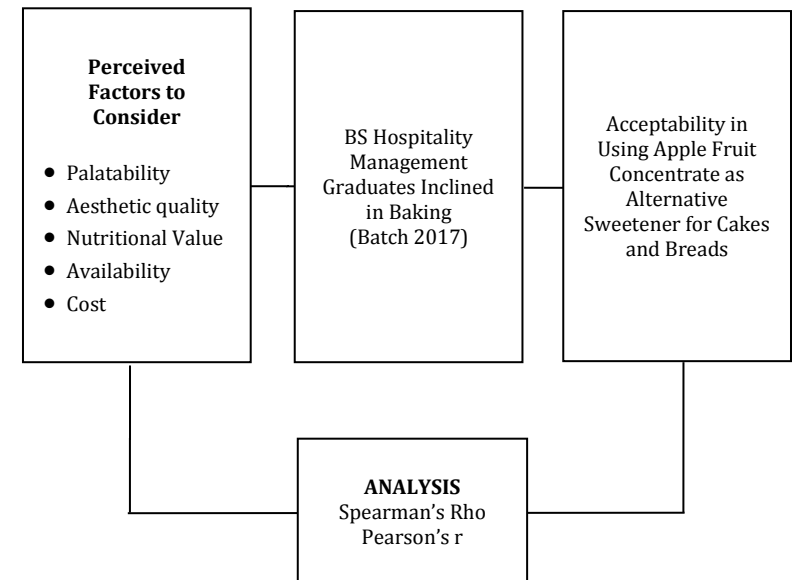 Perceived
Factors to
Consider
• Palatability
• Aesthetic quality
• Nutritional Value
• Availability
• Cost
BS Hospitality
Management
Graduates Inclined
in Baking
(Batch 2017)
Acceptability in
Using Apple Fruit
Concentrate as
Alternative
Sweetener for Cakes
and Breads
ANALYSIS
Spearman’s Rho
Pearson’s r